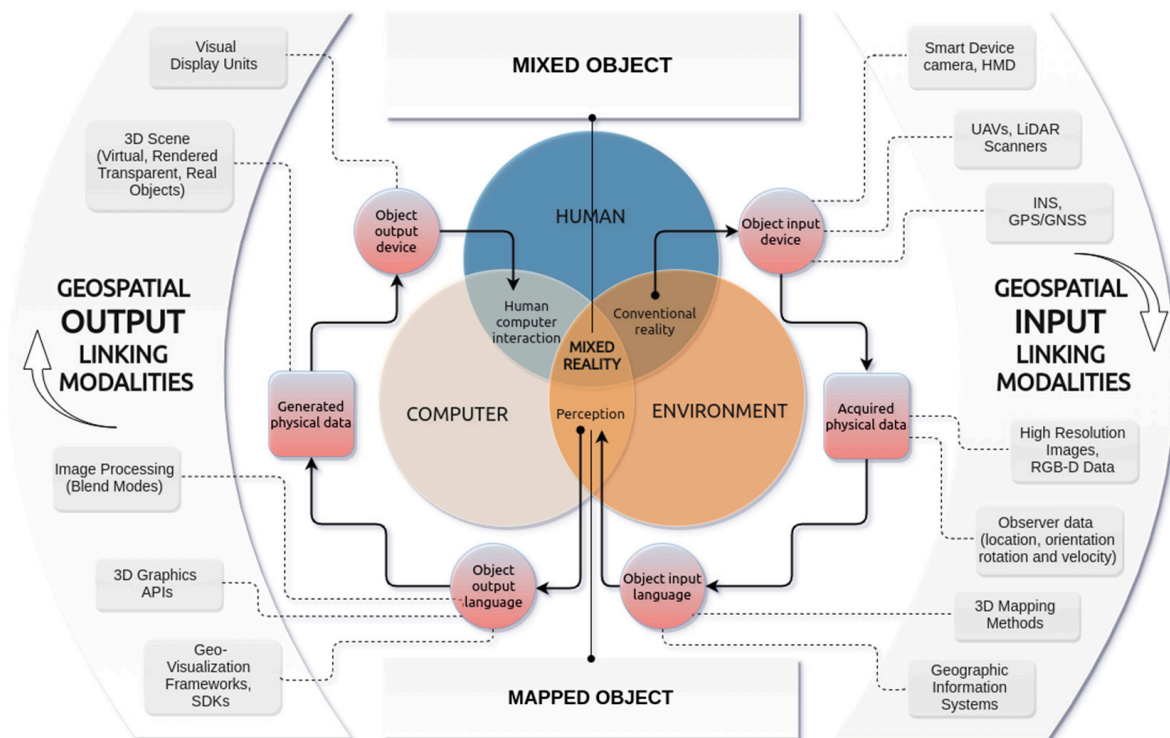 Visual
Display Units
3D Scene
(Virtual, Rendered
Transparent, Real
Objects)
GEOSPATIAL
OUTPUT
LINKING
MODALITIES
Image Processing
(Blend Modes)
3D Graphics
APIs
Geo-
Visualization
Frameworks,
SDKs
MIXED OBJECT
Object
output
device
HUMAN
Object input
device
Human
computer
interaction
Conventional
reality
MIXED
REALITY
Generated
physical data
COMPUTER
Perception
ENVIRONMENT
Acquired
physical data
Object
output
language
Object input
language
MAPPED OBJECT
Smart Device
camera, HMD
UAVs, LiDAR
Scanners
INS,
GPS/GNSS
GEOSPATIAL
INPUT
LINKING
MODALITIES
High Resolution
Images,
RGB-D Data
Observer data
(location, orientation
rotation and velocity)
3D Mapping
Methods
Geographic
Information
Systems